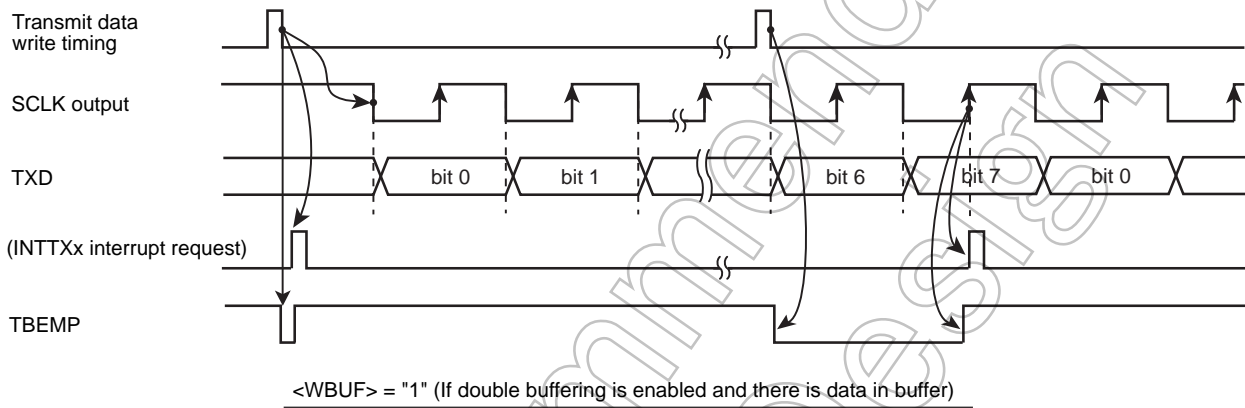 Transmit data
write timing
SCLK output
TXD
bit 0
bit 1
bit 6
bit 7
bit 0
(INTTXx interrupt request)
TBEMP
<WBUF> = "1" (If double buffering is enabled and there is data in buffer)